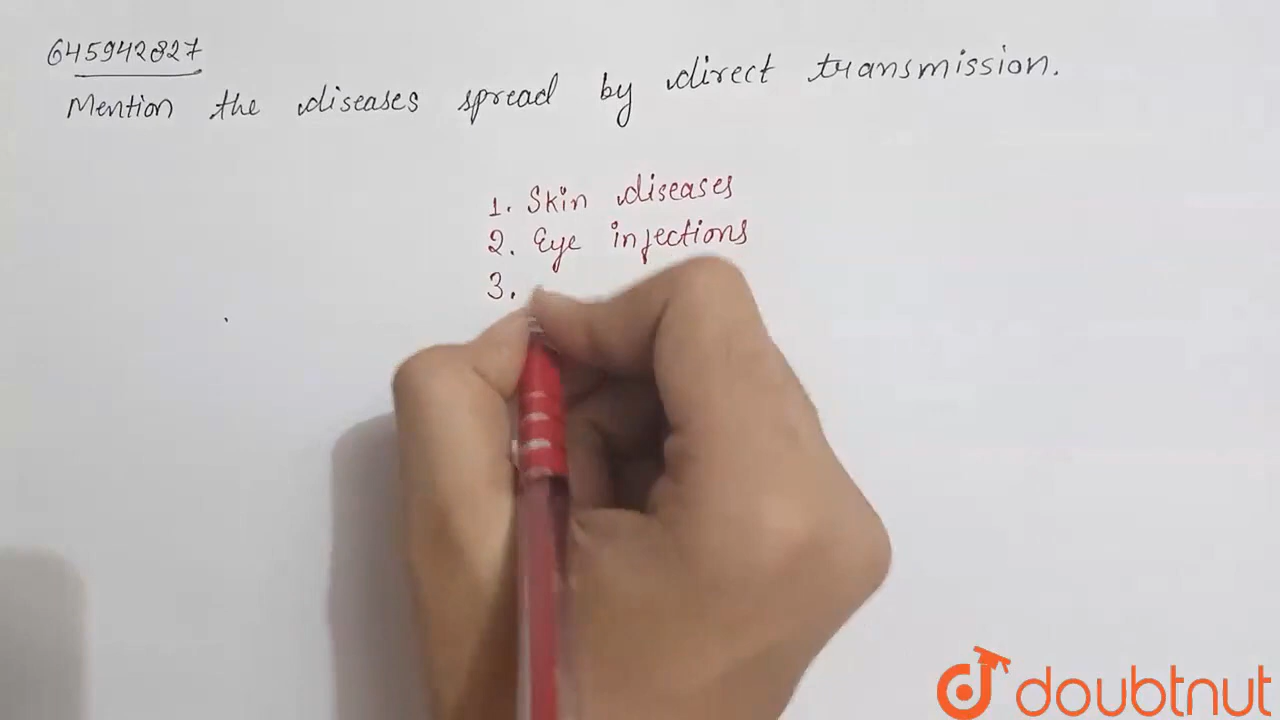 645942827
Mention the diseases spread by direct transmission.
1. Skin diseases
2. Eye infections
3.
doubtnut